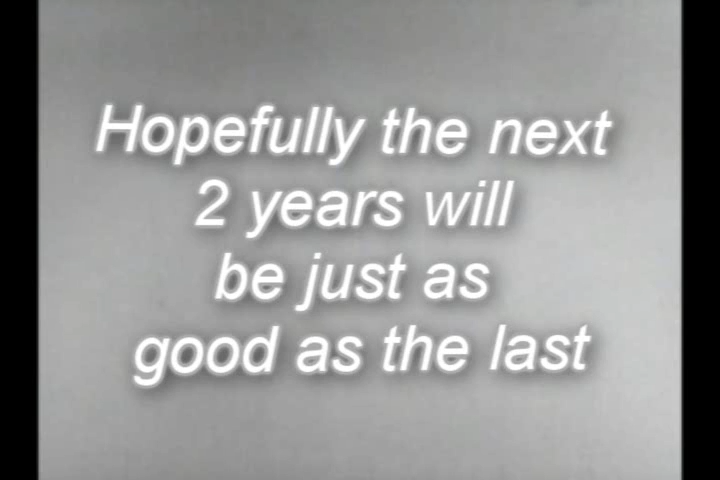 Hopefully the next
2 years will
be just as
good as the last